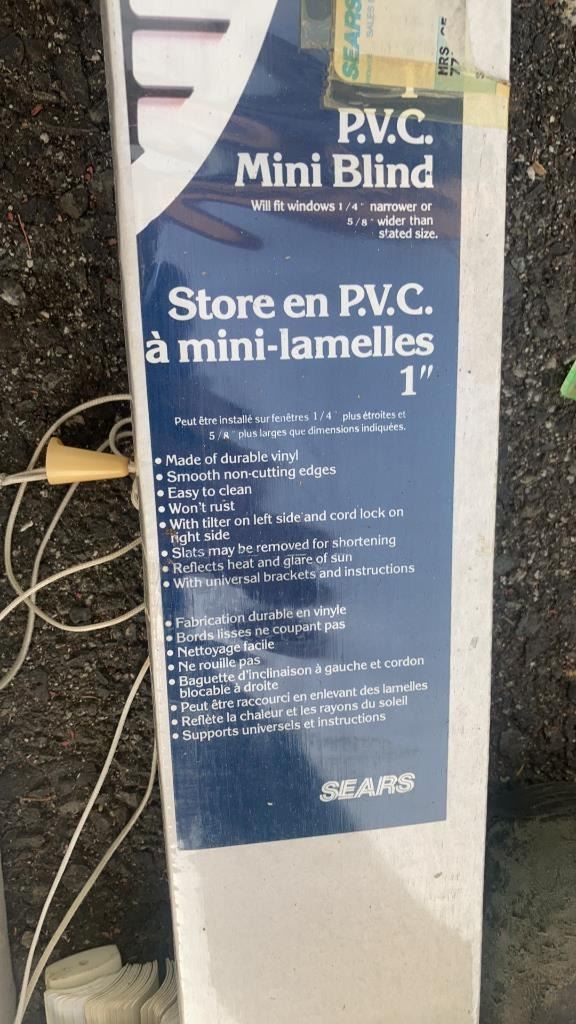 SEARS
SALES
MRS
77
1
P.V.C.
Mini Blind
Will fit windows 1/4" narrower or
5/8" wider than
stated size.
Store en P.V.C.
à mini-lamelles
1"
Peut être installé sur fenêtres 1/4" plus étroites et
5/8" plus larges que dimensions indiquées.
• Made of durable vinyl
• Smooth non-cutting edges
• Easy to clean
• Won't rust
• With tilter on left side and cord lock on
right side
• Slats may be removed for shortening
• Reflects heat and glare of sun
• With universal brackets and instructions
• Fabrication durable en vinyle
• Bords lisses ne coupant pas
• Nettoyage facile
• Ne rouille pas
• Baguette d'inclinaison à gauche et cordon
blocable à droite
• Peut être raccourci en enlevant des lamelles
• Reflète la chaleur et les rayons du soleil
• Supports universels et instructions
SEARS